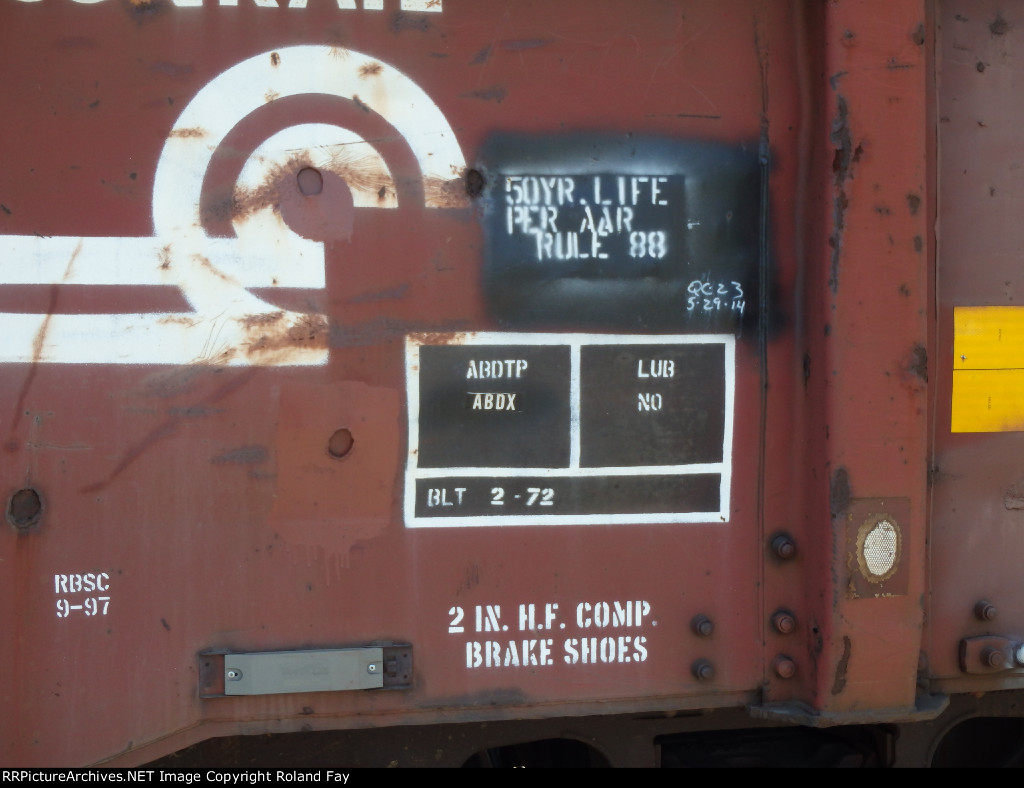 50YR. LIFE
PER AAR
RULE 88
QC23
5-29-14
ABDTP
ABDX
LUB
NO
BLT 2-72
RBSC
9-97
2 IN. H.F. COMP.
BRAKE SHOES
RRPictureArchives.NET Image Copyright Roland Fay